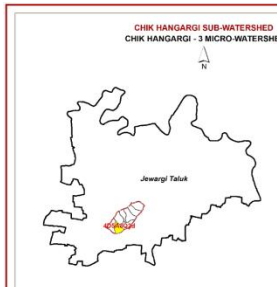 CHIK HANGARGI SUB-WATERSHED
CHIK HANGARGI - 3 MICRO-WATERSHE
N
Jewargi Taluk